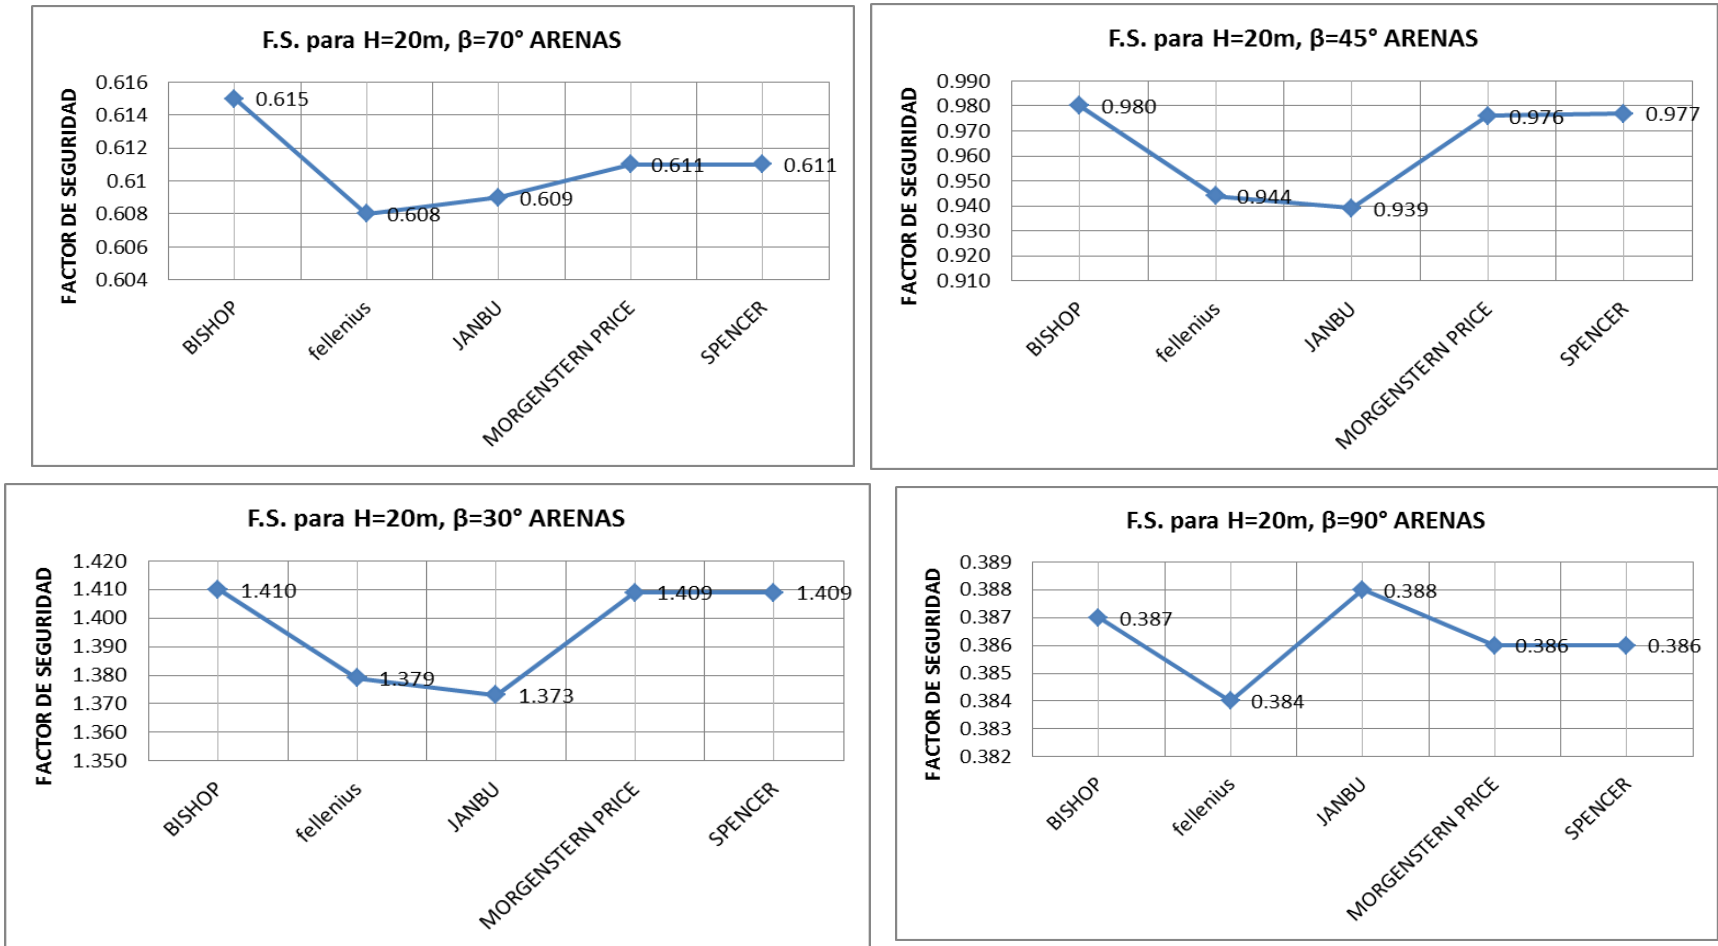 F.S. para H=20m, β=70° ARENAS
FACTOR DE SEGURIDAD
0.616
0.614
0.612
0.61
0.608
0.606
0.604
0.615
0.608
0.609
0.611
0.611
BISHOP
fellenius
JANBU
MORGENSTERN PRICE
SPENCER
F.S. para H=20m, β=45° ARENAS
FACTOR DE SEGURIDAD
0.990
0.980
0.970
0.960
0.950
0.940
0.930
0.920
0.910
0.980
0.944
0.939
0.976
0.977
BISHOP
fellenius
JANBU
MORGENSTERN PRICE
SPENCER
F.S. para H=20m, β=30° ARENAS
FACTOR DE SEGURIDAD
1.420
1.410
1.400
1.390
1.380
1.370
1.360
1.350
1.410
1.379
1.373
1.409
1.409
BISHOP
fellenius
JANBU
MORGENSTERN PRICE
SPENCER
F.S. para H=20m, β=90° ARENAS
FACTOR DE SEGURIDAD
0.389
0.388
0.387
0.386
0.385
0.384
0.383
0.382
0.387
0.384
0.388
0.386
0.386
BISHOP
fellenius
JANBU
MORGENSTERN PRICE
SPENCER